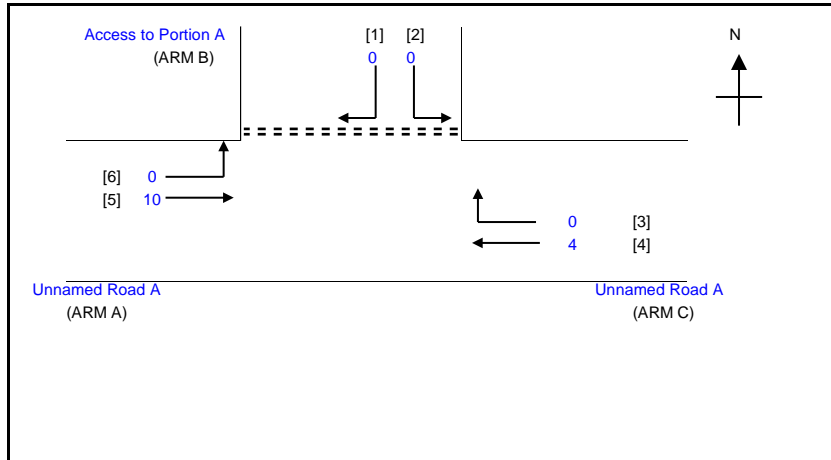 Access to Portion A [1] [2] N
(ARM B) 0 0
[6] 0
[5] 10
0 [3]
4 [4]
Unnamed Road A Unnamed Road A
(ARM A) (ARM C)